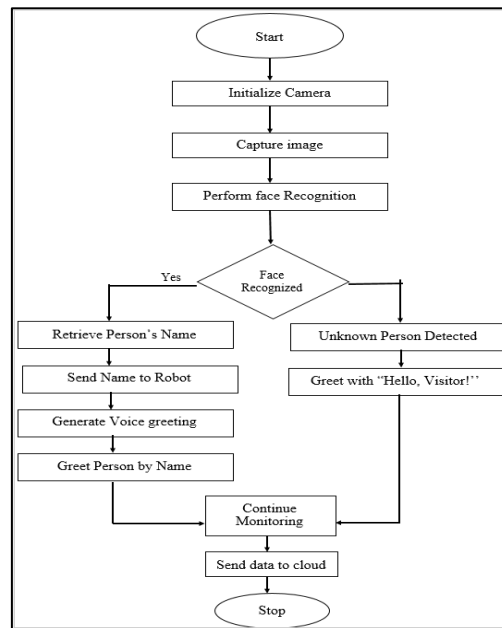 Start
Initialize Camera
Capture image
Perform face Recognition
Face
Recognized
Yes
Retrieve Person's Name
Send Name to Robot
Generate Voice greeting
Greet Person by Name
Unknown Person Detected
Greet with “Hello, Visitor!’’
Continue
Monitoring
Send data to cloud
Stop